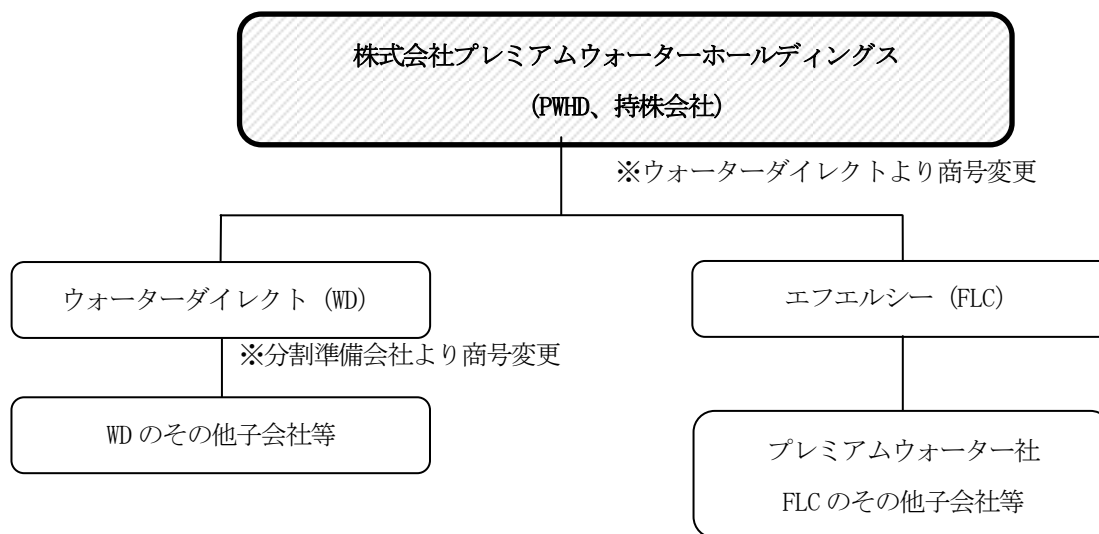 株式会社プレミアムウォーターホールディングス
(PWHD、持株会社)
※ウォーターダイレクトより商号変更
ウォーターダイレクト (WD)
エフエルシー (FLC)
※分割準備会社より商号変更
WD のその他子会社等
プレミアムウォーター社
FLC のその他子会社等